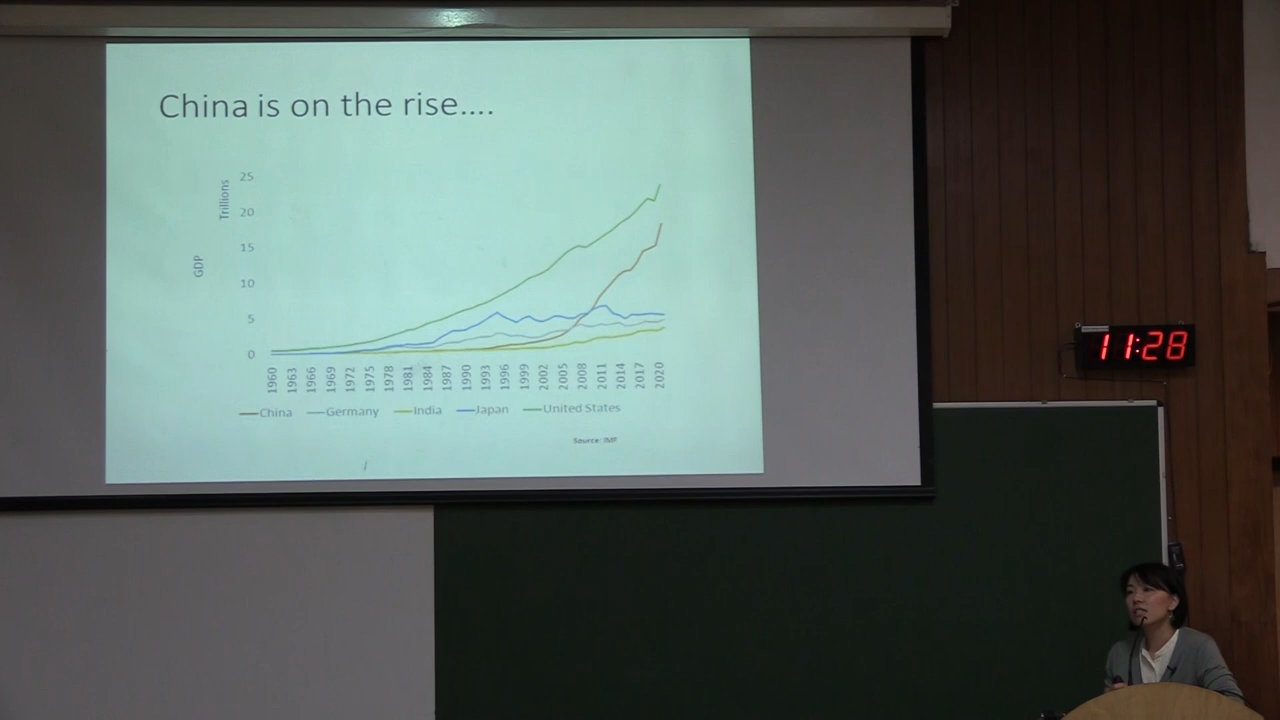 China is on the rise....
Trillions
GDP
25
20
15
10
5
0
1960 1963 1966 1969 1972 1975 1978 1981 1984 1987 1990 1993 1996 1999 2002 2005 2008 2011 2014 2017 2020
China Germany India Japan United States
Source: IMF
11:28